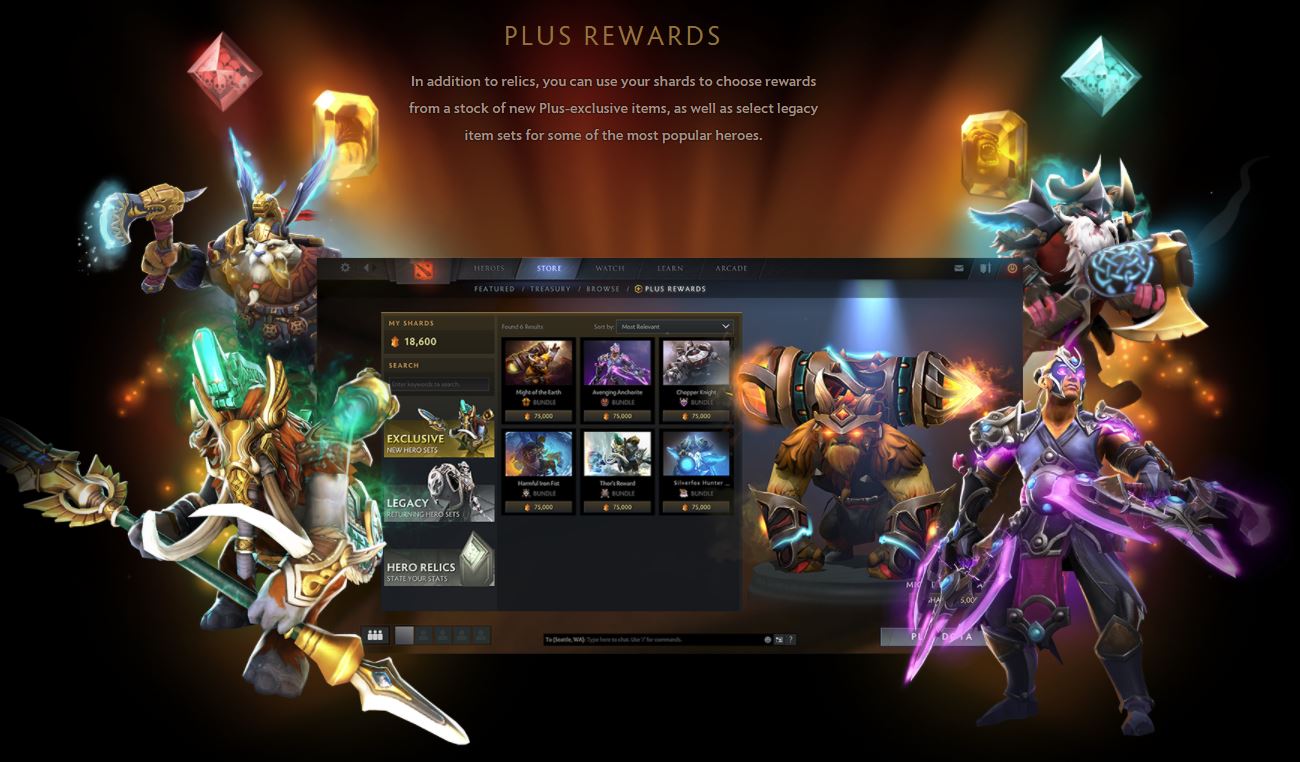 PLUS REWARDS
In addition to relics, you can use your shards to choose rewards
from a stock of new Plus-exclusive items, as well as select legacy
item sets for some of the most popular heroes.
HEROES STORE WATCH LEARN ARCADE
FEATURED / TREASURY / BROWSE / PLUS REWARDS
MY SHARDS
18,600
SEARCH
Enter keywords to search
EXCLUSIVE
NEW HERO SETS
LEGACY
RETURNING HERO SETS
HERO RELICS
STATE YOUR STATS
Found 6 Results Sort by: Most Relevant
Might of the Earth Avenging Anchorite Chopper Knight
BUNDLE BUNDLE BUNDLE
75,000 75,000 75,000
Harmful Iron Fist Thor's Reward Silverfox Hunter ...
BUNDLE BUNDLE BUNDLE
75,000 75,000 75,000
To (Seattle, WA): Type here to chat. Use '/' for commands. ?